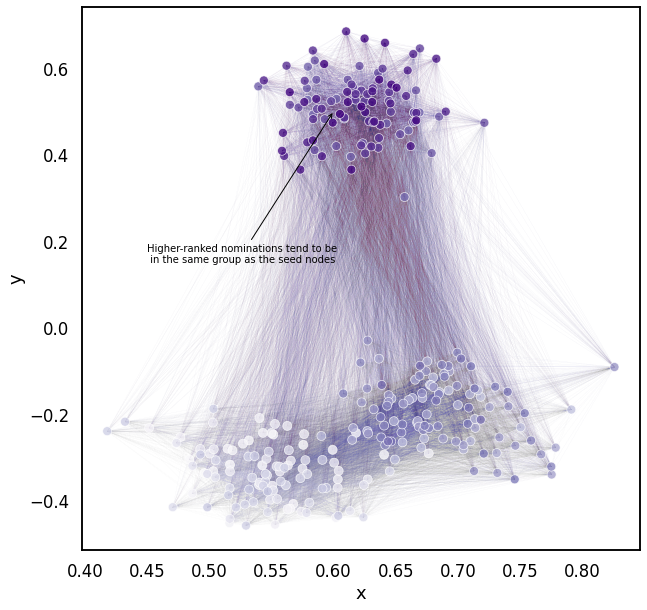 0.6
0.4
0.2
0.0
−0.2
−0.4
y
Higher-ranked nominations tend to be
in the same group as the seed nodes
0.40 0.45 0.50 0.55 0.60 0.65 0.70 0.75 0.80
x